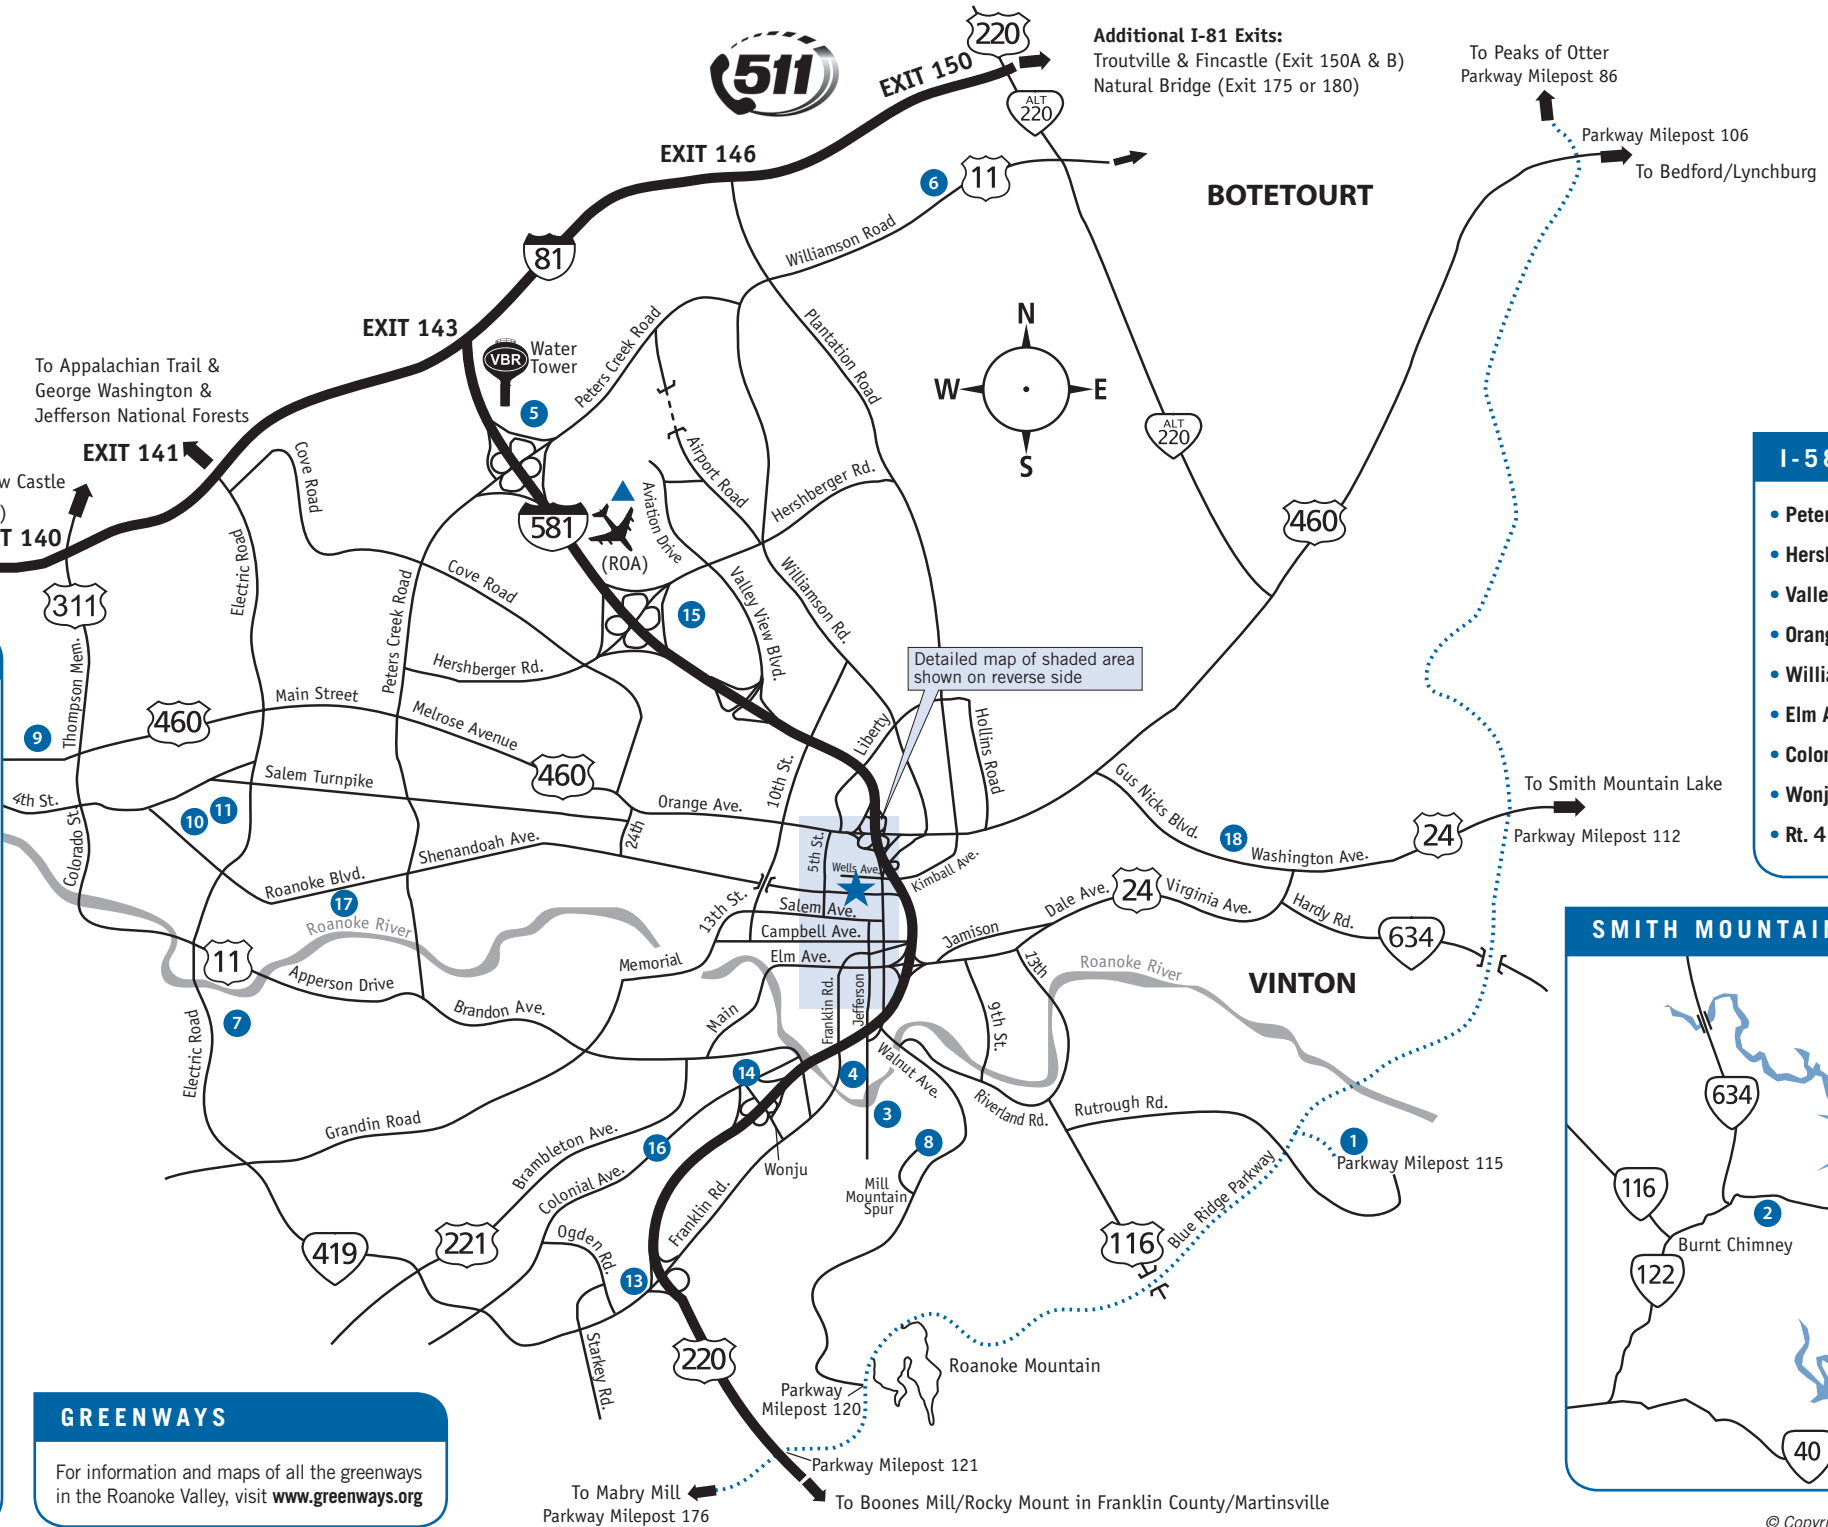 511
220
EXIT 150
Additional I-81 Exits:
Troutville & Fincastle (Exit 150A & B)
Natural Bridge (Exit 175 or 180)
To Peaks of Otter
Parkway Milepost 86
ALT
220
Parkway Milepost 106
To Bedford/Lynchburg
EXIT 146
6
11
BOTETOURT
Williamson Road
81
EXIT 143
VBR
Water
Tower
Peters Creek Road
Plantation Road
N
W
E
S
To Appalachian Trail &
George Washington &
Jefferson National Forests
EXIT 141
5
ALT
220
w Castle
)
T 140
Cove Road
Airport Road
Hershberger Rd.
Aviation Drive
581
(ROA)
460
I-58
• Peter
• Hersh
• Valle
• Orang
• Willia
• Elm A
• Color
• Wonj
• Rt. 4
Electric Road
311
Cove Road
Peters Creek Road
15
Valley View Blvd.
Williamson Rd.
Detailed map of shaded area
shown on reverse side
Hershberger Rd.
Thompson Mem.
Main Street
460
9
Melrose Avenue
460
Liberty
Hollins Road
10th St.
Salem Turnpike
Orange Ave.
4th St.
10
11
Colorado St.
24th
Shenandoah Ave.
5th St.
Wells Ave.
Kimball Ave.
Gus Nicks Blvd.
18
Washington Ave.
24
To Smith Mountain Lake
Parkway Milepost 112
Roanoke Blvd.
17
Roanoke River
13th St.
Salem Ave.
Campbell Ave.
Elm Ave.
Memorial
Jamison
Dale Ave.
24
Virginia Ave.
Hardy Rd.
634
SMITH MOUNTAIN
11
Apperson Drive
Brandon Ave.
Main
Franklin Rd.
Jefferson
13th
9th St.
Roanoke River
VINTON
7
Electric Road
14
4
Walnut Ave.
3
8
Riverland Rd.
Rutrough Rd.
1
Parkway Milepost 115
634
Grandin Road
Brambleton Ave.
16
Colonial Ave.
Wonju
Mill
Mountain
Spur
Franklin Rd.
Ogden Rd.
419
221
13
116
Blue Ridge Parkway
116
2
Burnt Chimney
122
Starkey Rd.
220
Roanoke Mountain
Parkway
Milepost 120
Parkway Milepost 121
40
GREENWAYS
For information and maps of all the greenways
in the Roanoke Valley, visit www.greenways.org
To Mabry Mill
Parkway Milepost 176
To Boones Mill/Rocky Mount in Franklin County/Martinsville
© Copyri